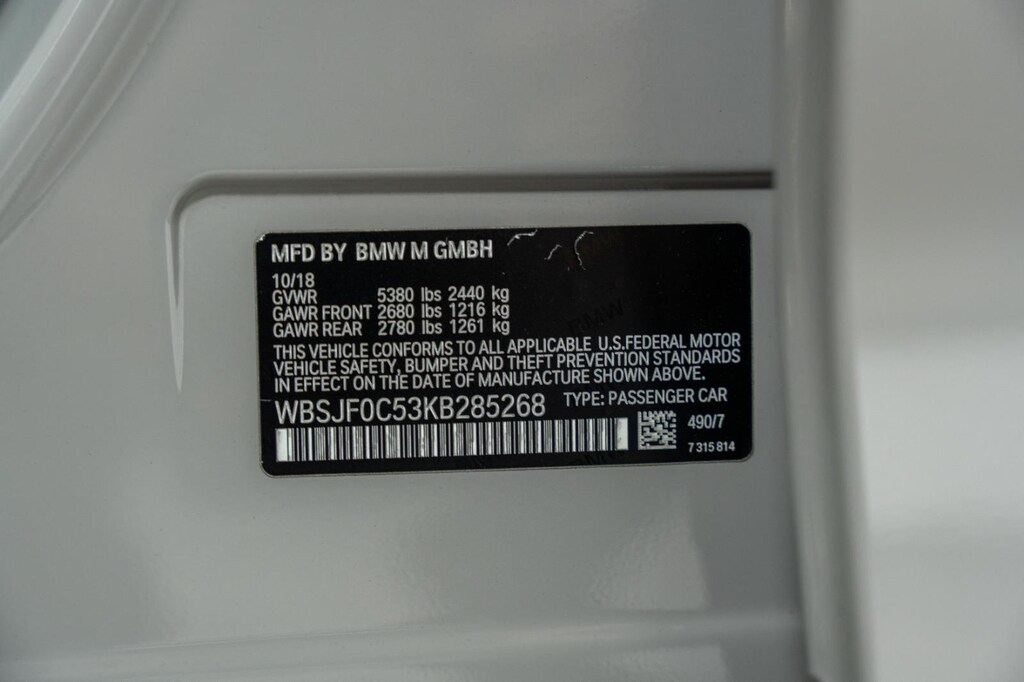 MFD BY BMW M GMBH
10/18
GVWR 5380 lbs 2440 kg
GAWR FRONT 2680 lbs 1216 kg
GAWR REAR 2780 lbs 1261 kg
THIS VEHICLE CONFORMS TO ALL APPLICABLE U.S.FEDERAL MOTOR
VEHICLE SAFETY, BUMPER AND THEFT PREVENTION STANDARDS
IN EFFECT ON THE DATE OF MANUFACTURE SHOWN ABOVE.
WBSJF0C53KB285268 TYPE: PASSENGER CAR
490/7
7 315 814